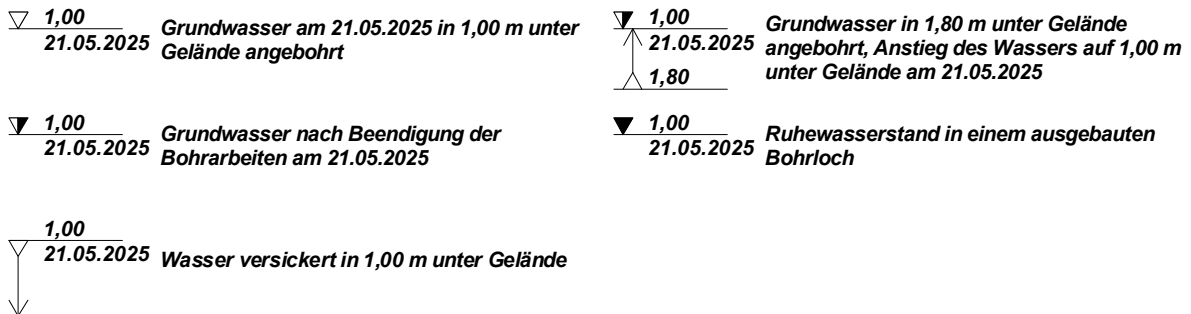 1,00
21.05.2025
Grundwasser am 21.05.2025 in 1,00 m unter
Gelände angebohrt
1,00
21.05.2025
1,80
Grundwasser in 1,80 m unter Gelände
angebohrt, Anstieg des Wassers auf 1,00 m
unter Gelände am 21.05.2025
1,00
21.05.2025
Grundwasser nach Beendigung der
Bohrarbeiten am 21.05.2025
1,00
21.05.2025
Ruhewasserstand in einem ausgebauten
Bohrloch
1,00
21.05.2025
Wasser versickert in 1,00 m unter Gelände